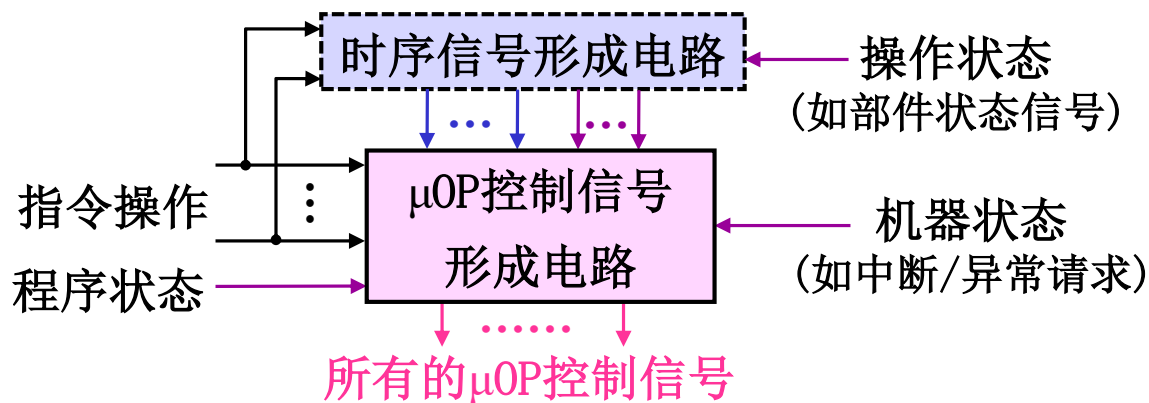 时序信号形成电路
操作状态
(如部件状态信号)
指令操作
程序状态
μOP控制信号
形成电路
机器状态
(如中断/异常请求)
所有的μOP控制信号